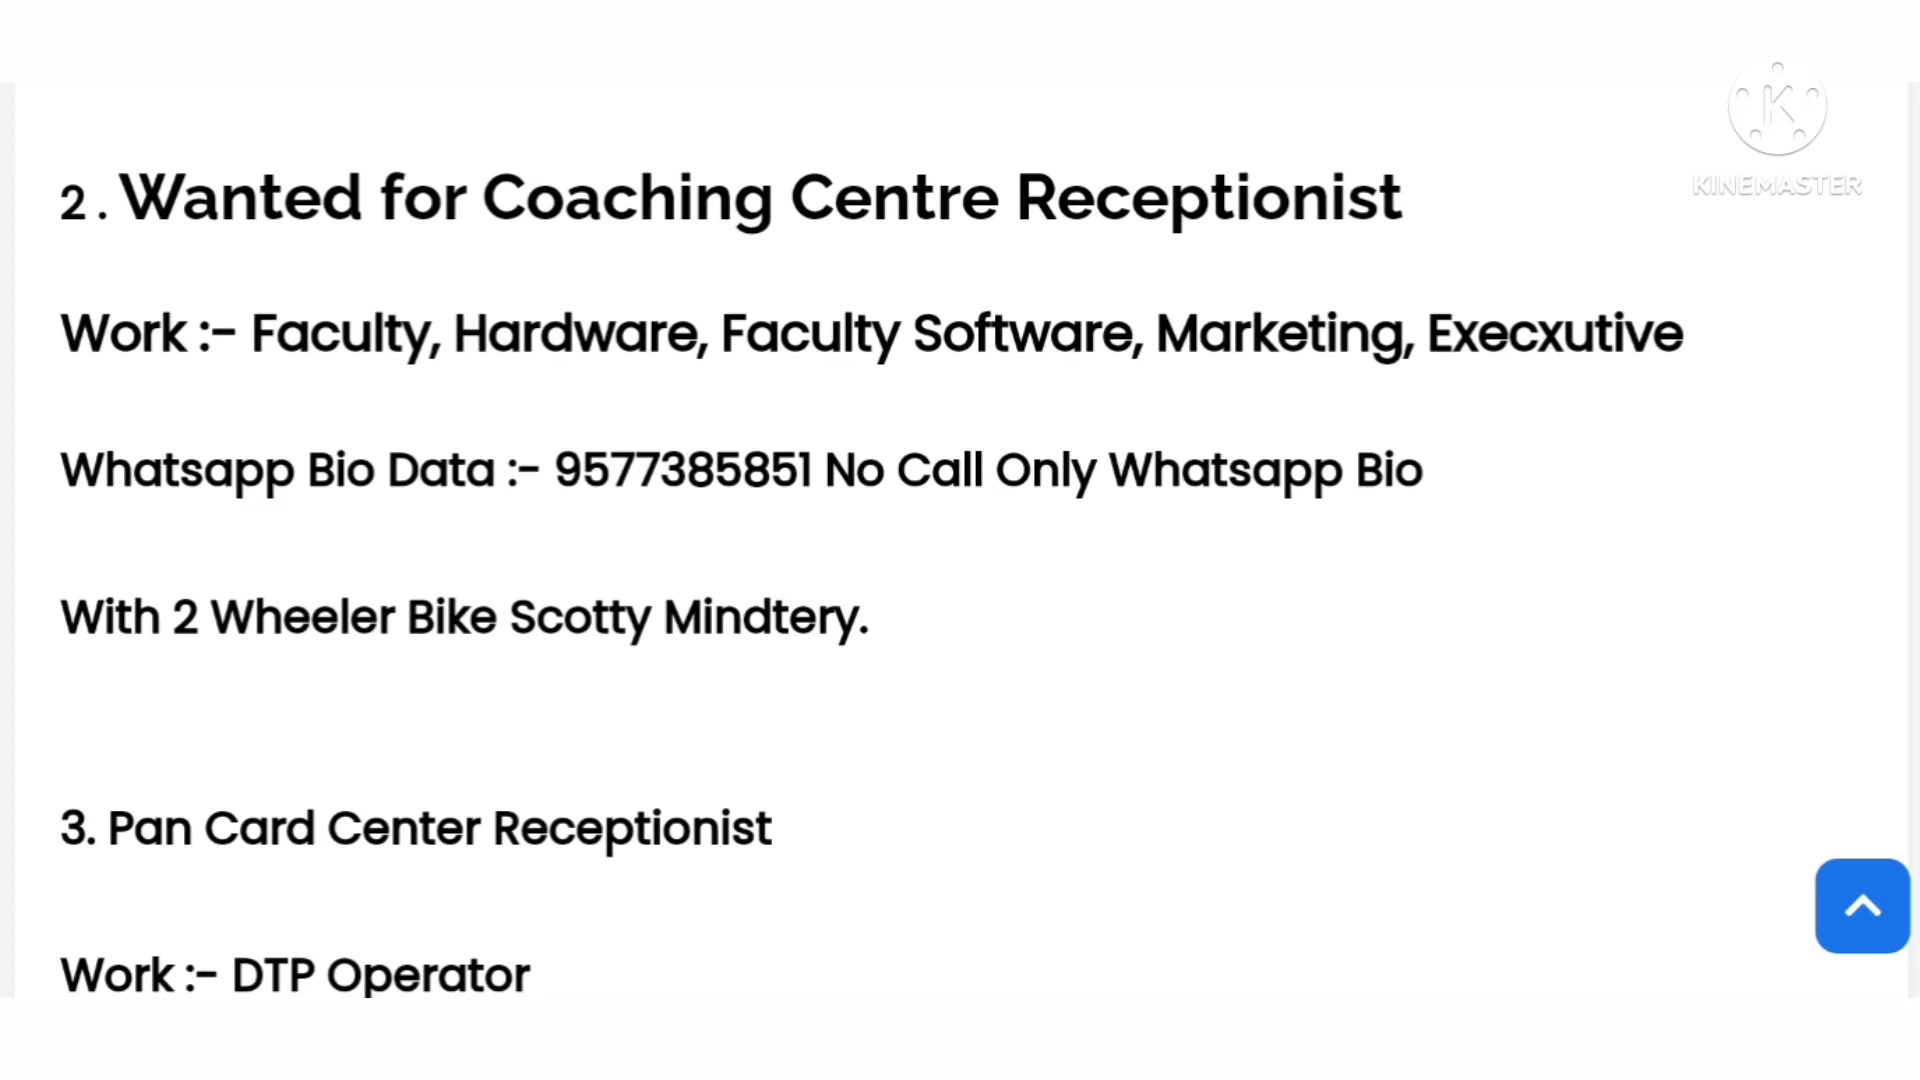 KINEMASTER
2. Wanted for Coaching Centre Receptionist
Work :- Faculty, Hardware, Faculty Software, Marketing, Execxutive
Whatsapp Bio Data :- 9577385851 No Call Only Whatsapp Bio
With 2 Wheeler Bike Scotty Mindtery.
3. Pan Card Center Receptionist
Work :- DTP Operator